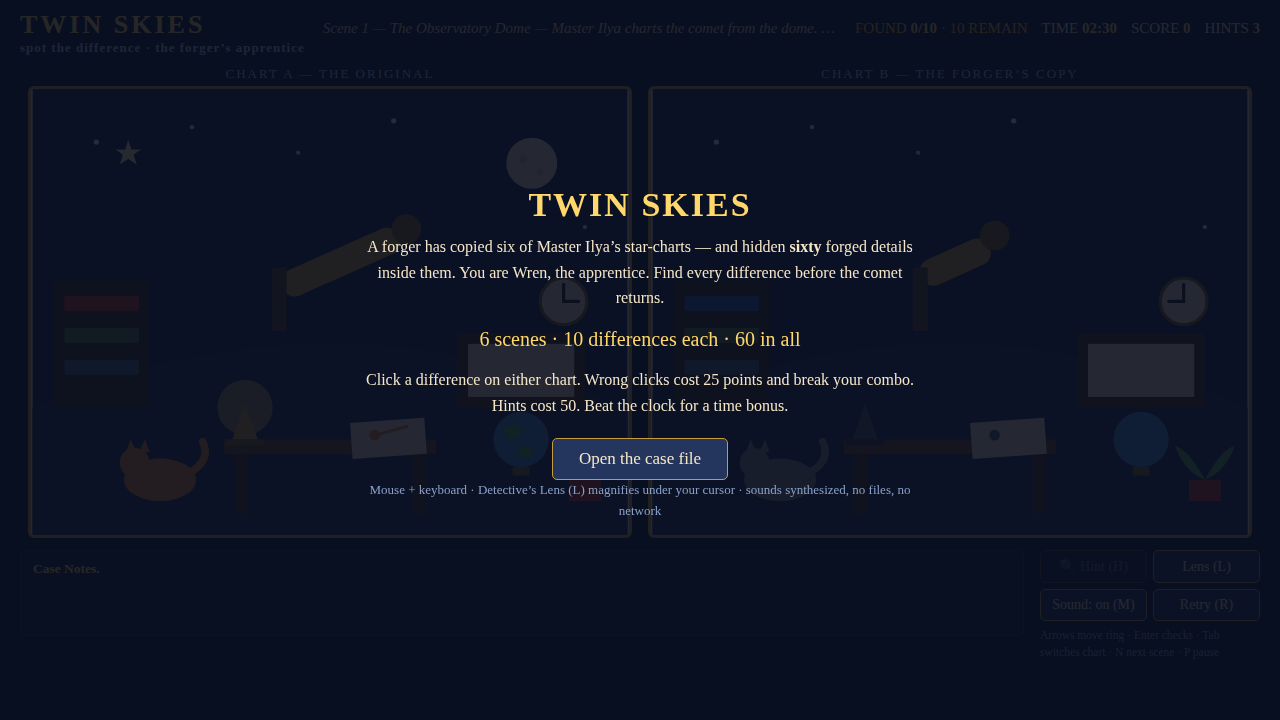 TWIN SKIES
spot the difference · the forger's apprentice
Scene 1 — The Observatory Dome — Master Ilya charts the comet from the dome. …
FOUND 0/10 · 10 REMAIN TIME 02:30 SCORE 0 HINTS 3
CHART A — THE ORIGINAL
CHART B — THE FORGER'S COPY
TWIN SKIES
A forger has copied six of Master Ilya's star-charts — and hidden sixty forged details
inside them. You are Wren, the apprentice. Find every difference before the comet
returns.
6 scenes · 10 differences each · 60 in all
Click a difference on either chart. Wrong clicks cost 25 points and break your combo.
Hints cost 50. Beat the clock for a time bonus.
Open the case file
Mouse + keyboard · Detective's Lens (L) magnifies under your cursor · sounds synthesized, no files, no
network
Case Notes.
Hint (H)
Lens (L)
Sound: on (M)
Retry (R)
Arrows move ring · Enter checks · Tab
switches chart · N next scene · P pause